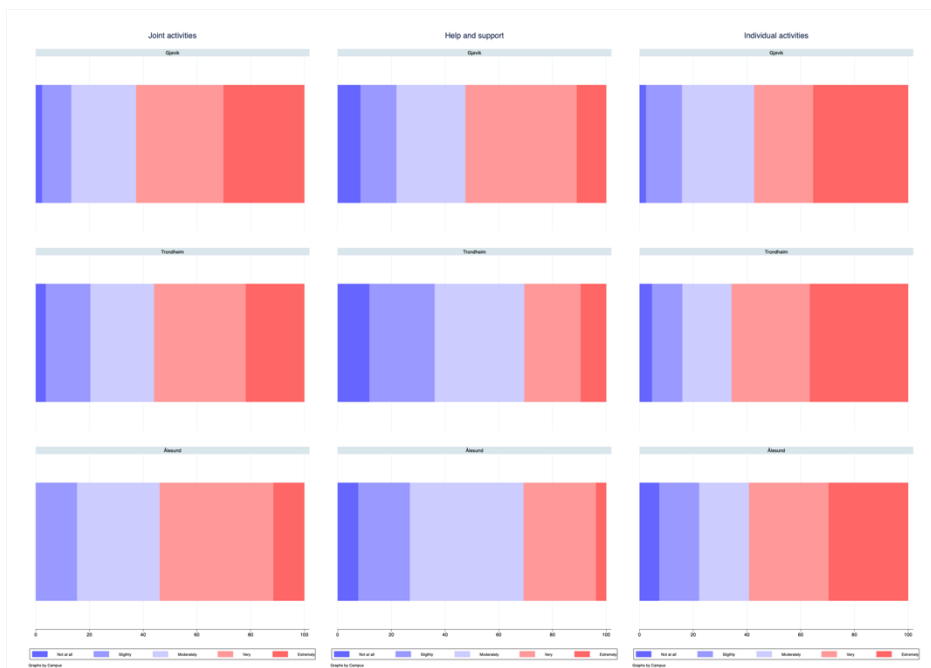 Joint activities
Help and support
Individual activities
Gjøvik
Gjøvik
Gjøvik
Trondheim
Trondheim
Trondheim
Ålesund
Ålesund
Ålesund
0 20 40 60 80 100
0 20 40 60 80 100
0 20 40 60 80 100
Not at all Slightly Moderately Very Extremely
Not at all Slightly Moderately Very Extremely
Not at all Slightly Moderately Very Extremely
Graphs by Campus
Graphs by Campus
Graphs by Campus